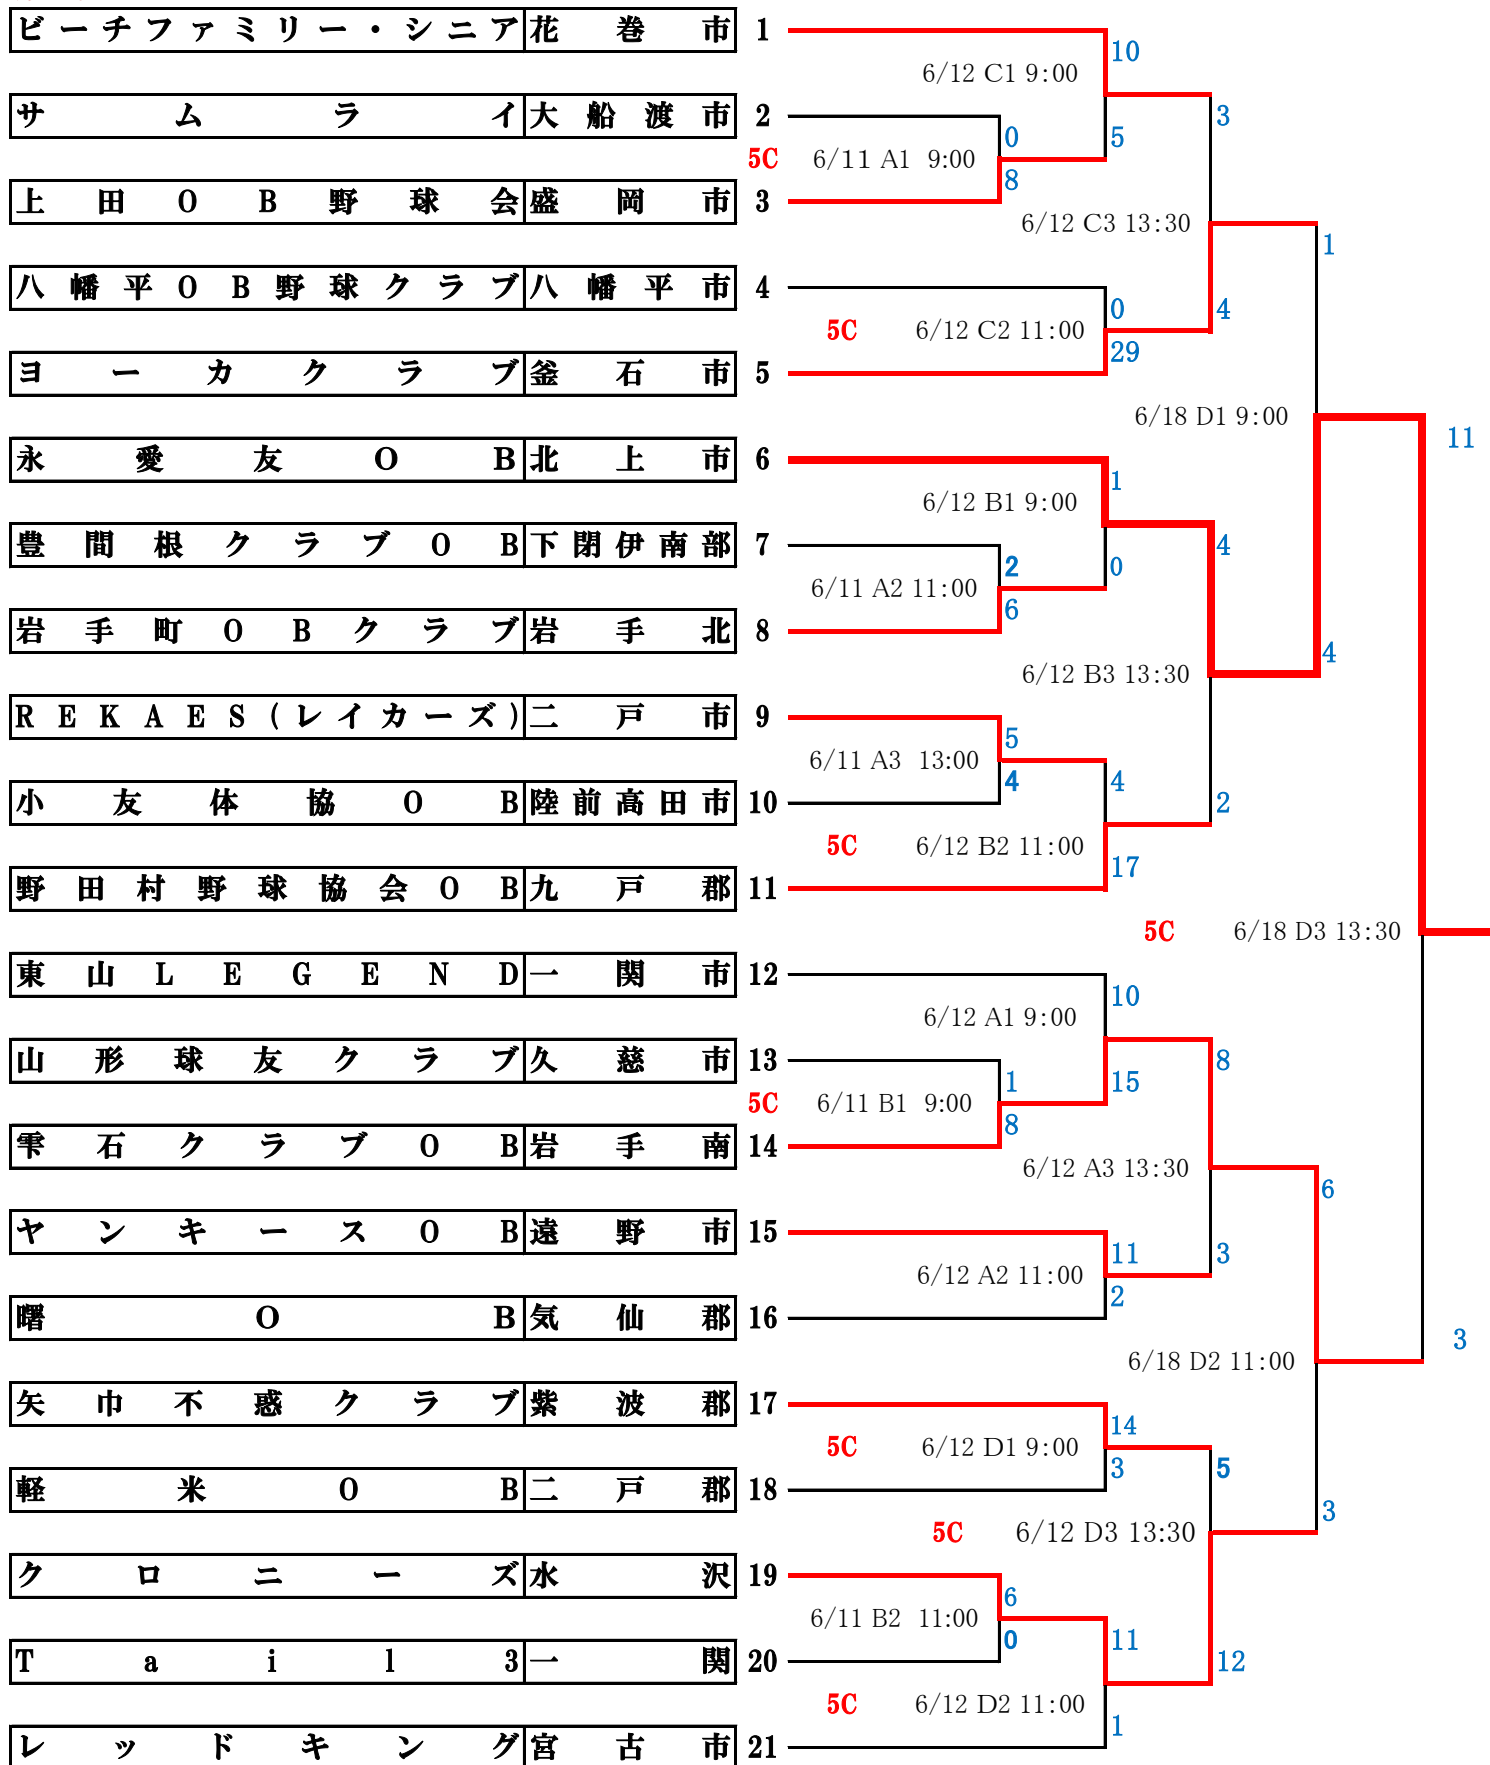 ビーチファミリー・シニア 花巻市 1
10
6/12 C1 9:00
サムライ 大船渡市 2
3
0
5
5C 6/11 A1 9:00
8
上田OB野球会 盛岡市 3
6/12 C3 13:30
1
八幡平OB野球クラブ 八幡平市 4
0
4
5C 6/12 C2 11:00
29
ヨーカクラブ 釜石市 5
6/18 D1 9:00
11
永愛友OB 北上市 6
1
6/12 B1 9:00
豊間根クラブOB 下閉伊南部 7
4
2
0
6/11 A2 11:00
6
岩手町OBクラブ 岩手北 8
4
6/12 B3 13:30
REKAES(レイカーズ) 二戸市 9
5
6/11 A3 13:00
4
4
小友体協OB 陸前高田市 10
2
5C 6/12 B2 11:00
17
野田村野球協会OB 九戸郡 11
5C 6/18 D3 13:30
東山LEGEND 一関市 12
10
6/12 A1 9:00
山形球友クラブ 久慈市 13
8
1
15
5C 6/11 B1 9:00
8
雫石クラブOB 岩手南 14
6/12 A3 13:30
6
ヤンキースOB 遠野市 15
11
3
6/12 A2 11:00
2
曙OB 気仙郡 16
3
6/18 D2 11:00
矢巾不惑クラブ 紫波郡 17
14
5C 6/12 D1 9:00
3
5
軽米OB 二戸郡 18
3
5C 6/12 D3 13:30
クロニーズ 水沢 19
6
6/11 B2 11:00
0
11
Tail3 一関 20
12
5C 6/12 D2 11:00
1
レッドキング 宮古市 21